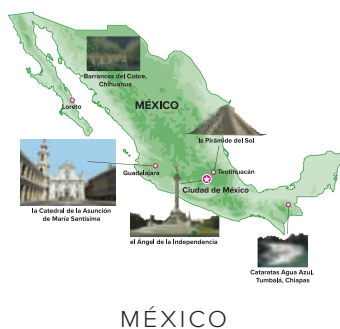 Barrancas del Cobre,
Chihuahua
Loreto
MÉXICO
la Pirámide del Sol
Guadalajara
Teotihuacán
Ciudad de México
la Catedral de la Asunción
de María Santísima
el Ángel de la Independencia
Cataratas Agua Azul,
Tumbalá, Chiapas
MÉXICO